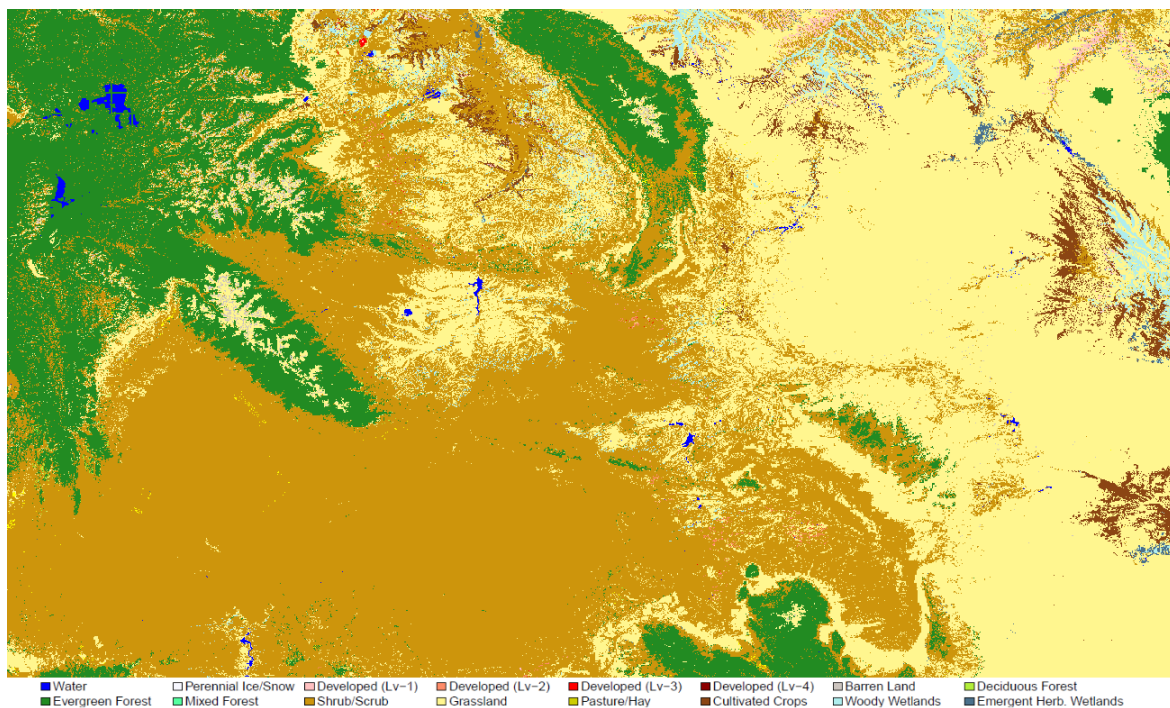 Water Perennial Ice/Snow Developed (Lv−1) Developed (Lv−2) Developed (Lv−3) Developed (Lv−4) Barren Land Deciduous Forest
Evergreen Forest Mixed Forest Shrub/Scrub Grassland Pasture/Hay Cultivated Crops Woody Wetlands Emergent Herb. Wetlands